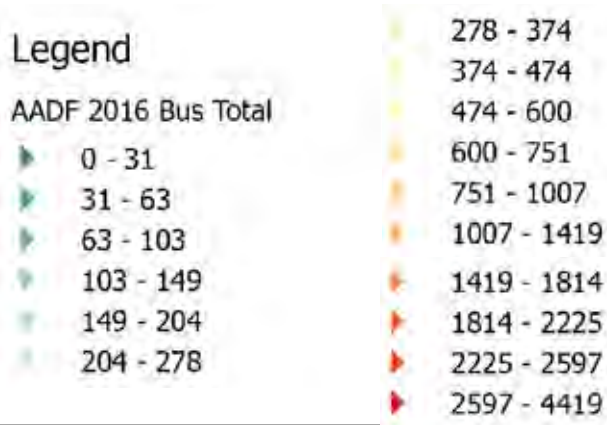 Legend
AADF 2016 Bus Total
0 - 31
31 - 63
63 - 103
103 - 149
149 - 204
204 - 278
278 - 374
374 - 474
474 - 600
600 - 751
751 - 1007
1007 - 1419
1419 - 1814
1814 - 2225
2225 - 2597
2597 - 4419